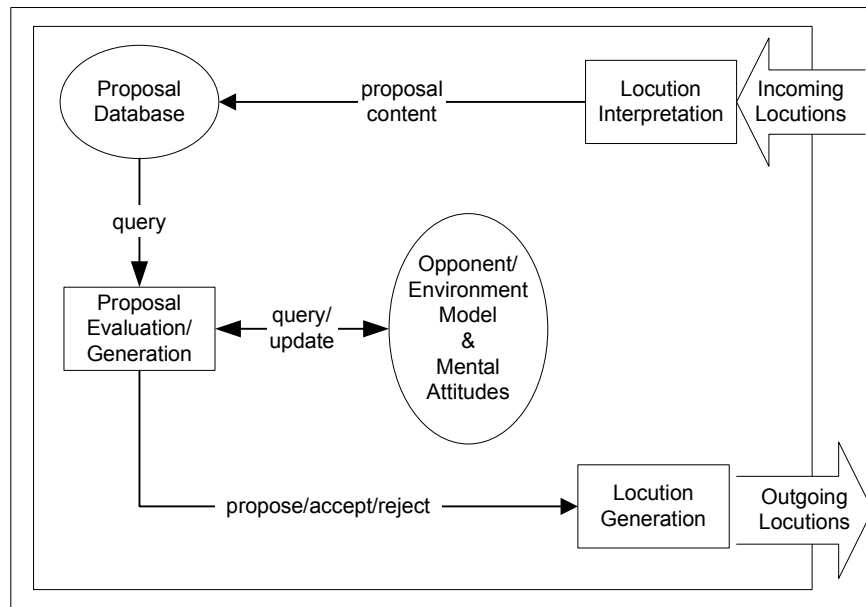 Proposal
Database
proposal
content
Locution
Interpretation
Incoming
Locutions
query
Proposal
Evaluation/
Generation
query/
update
Opponent/
Environment
Model
&
Mental
Attitudes
propose/accept/reject
Locution
Generation
Outgoing
Locutions